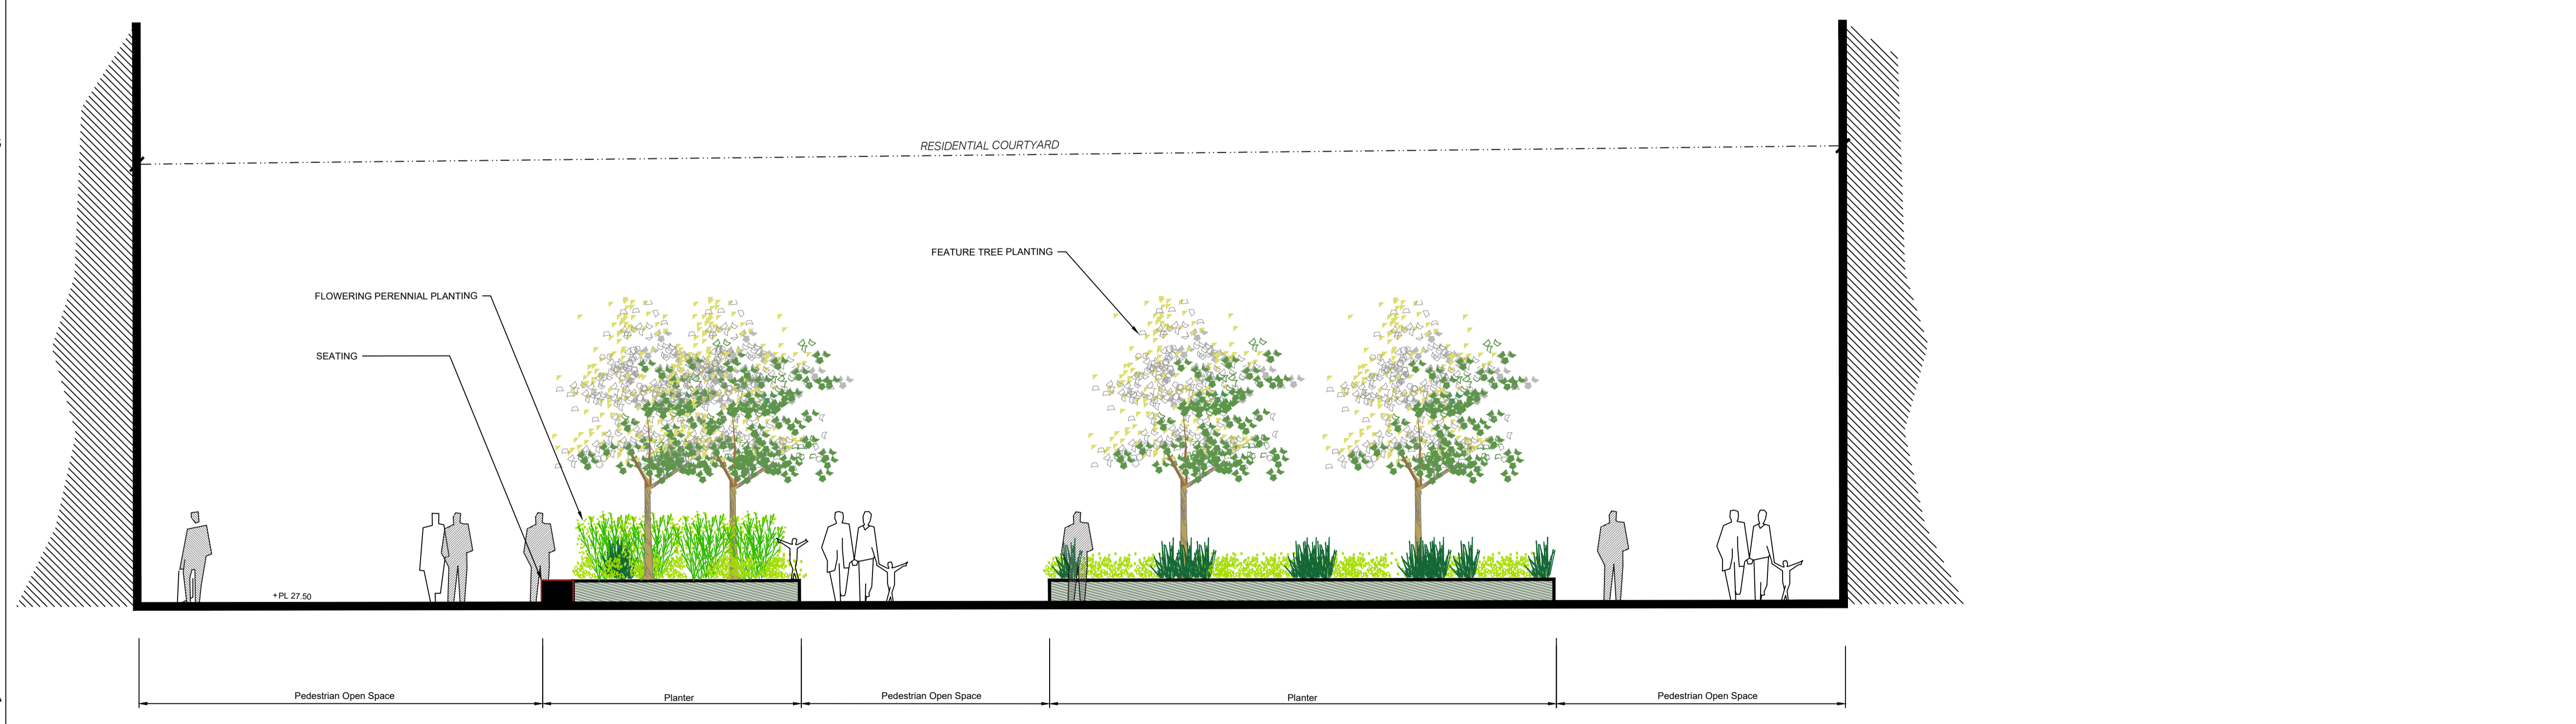 RESIDENTIAL COURTYARD
FEATURE TREE PLANTING
FLOWERING PERENNIAL PLANTING
SEATING
+PL 27.50
Pedestrian Open Space
Planter
Pedestrian Open Space
Planter
Pedestrian Open Space